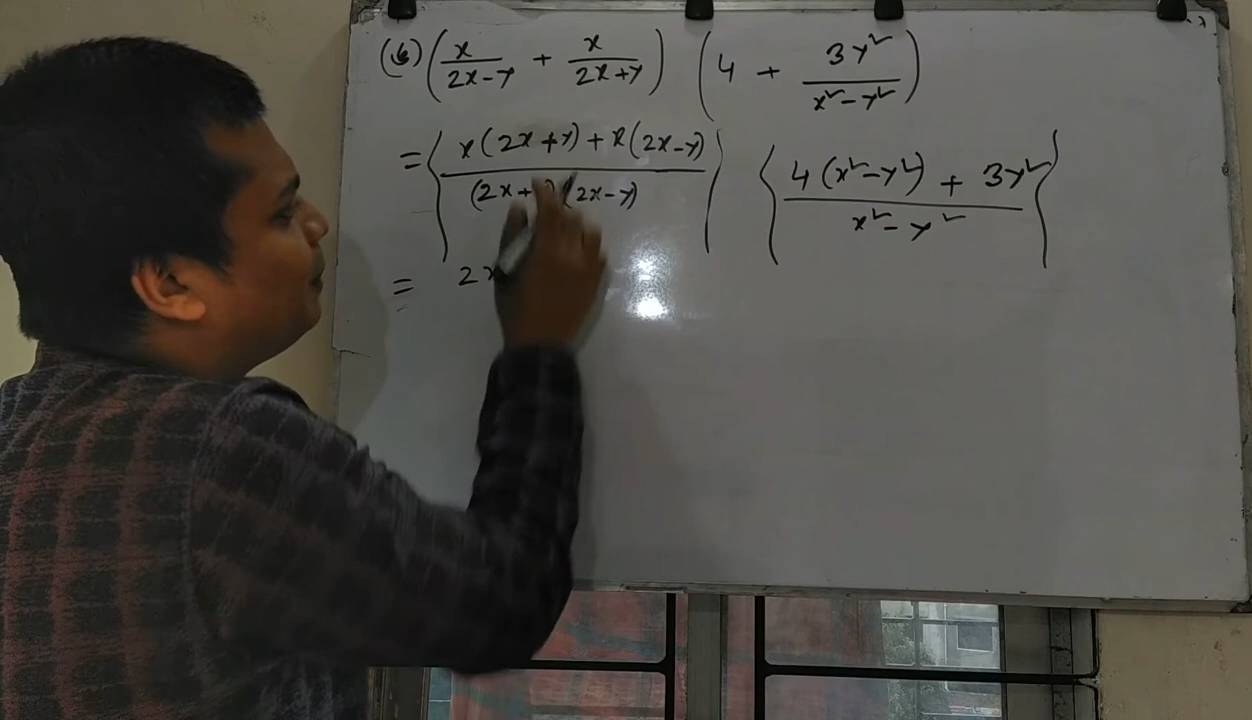 (6) (x/(2x-y) + x/(2x+y)) (4 + 3y²/(x²-y²))
= {(x(2x+y) + x(2x-y))/((2x+ )(2x-y)} {(4(x²-y²) + 3y²)/(x²-y²)}
= 2x